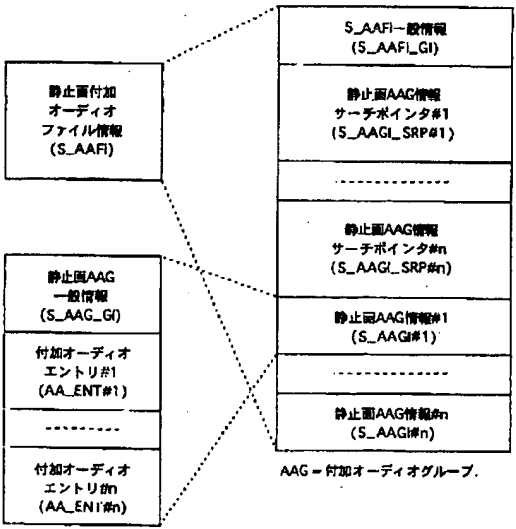 静止画付加
オーディオ
ファイル情報
(S_AAFI)
S_AAFI一般情報
(S_AAFI_GI)
静止画AAG情報
サーチポインタ#1
(S_AAGI_SRP#1)
静止画AAG情報
サーチポインタ#n
(S_AAGI_SRP#n)
静止画AAG情報#1
(S_AAGI#1)
静止画AAG情報#n
(S_AAGI#n)
静止画AAG
一般情報
(S_AAG_GI)
付加オーディオ
エントリ#1
(AA_ENT#1)
付加オーディオ
エントリ#n
(AA_ENT#n)
AAG=付加オーディオグループ.